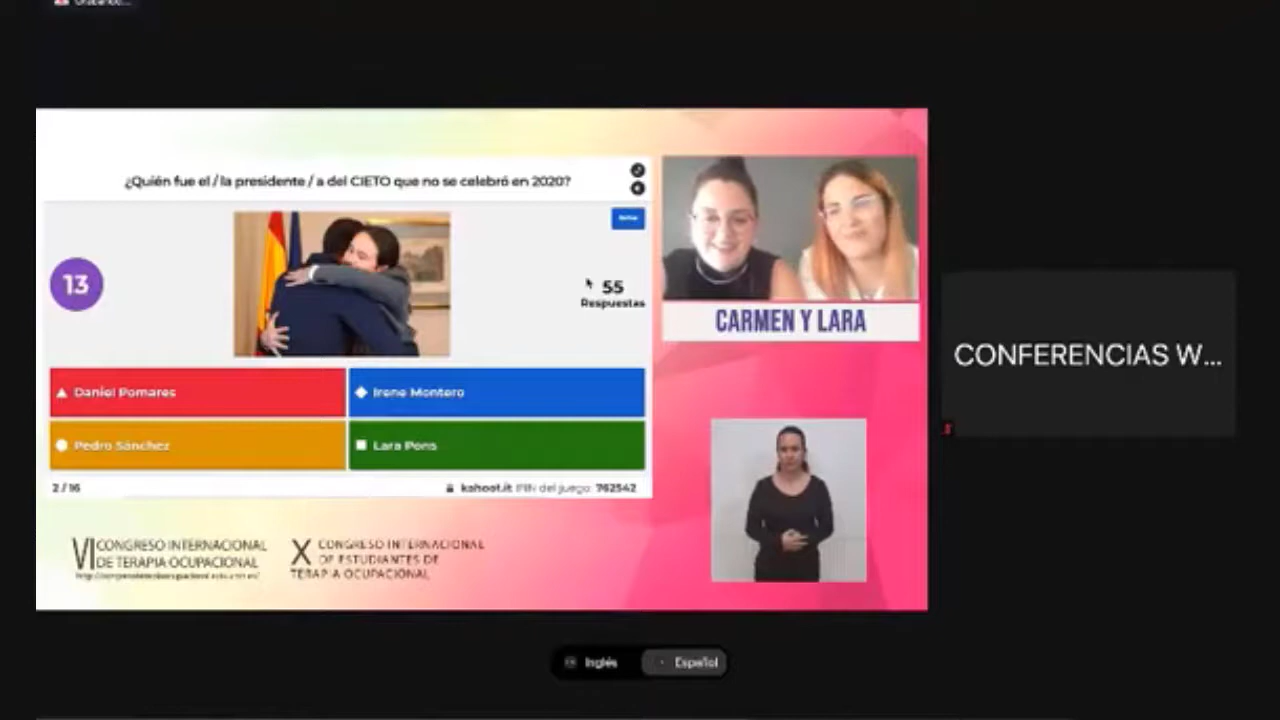 Grabando...
¿Quién fue el / la presidente / a del CIETO que no se celebró en 2020?
13
55
Respuestas
CARMEN Y LARA
CONFERENCIAS W...
Daniel Pomares
Irene Montero
Pedro Sánchez
Lara Pons
2 / 16
kahoot.it PIN del juego: 762542
VI CONGRESO INTERNACIONAL
DE TERAPIA OCUPACIONAL
X CONGRESO INTERNACIONAL
DE ESTUDIANTES DE
TERAPIA OCUPACIONAL
Inglés
Español